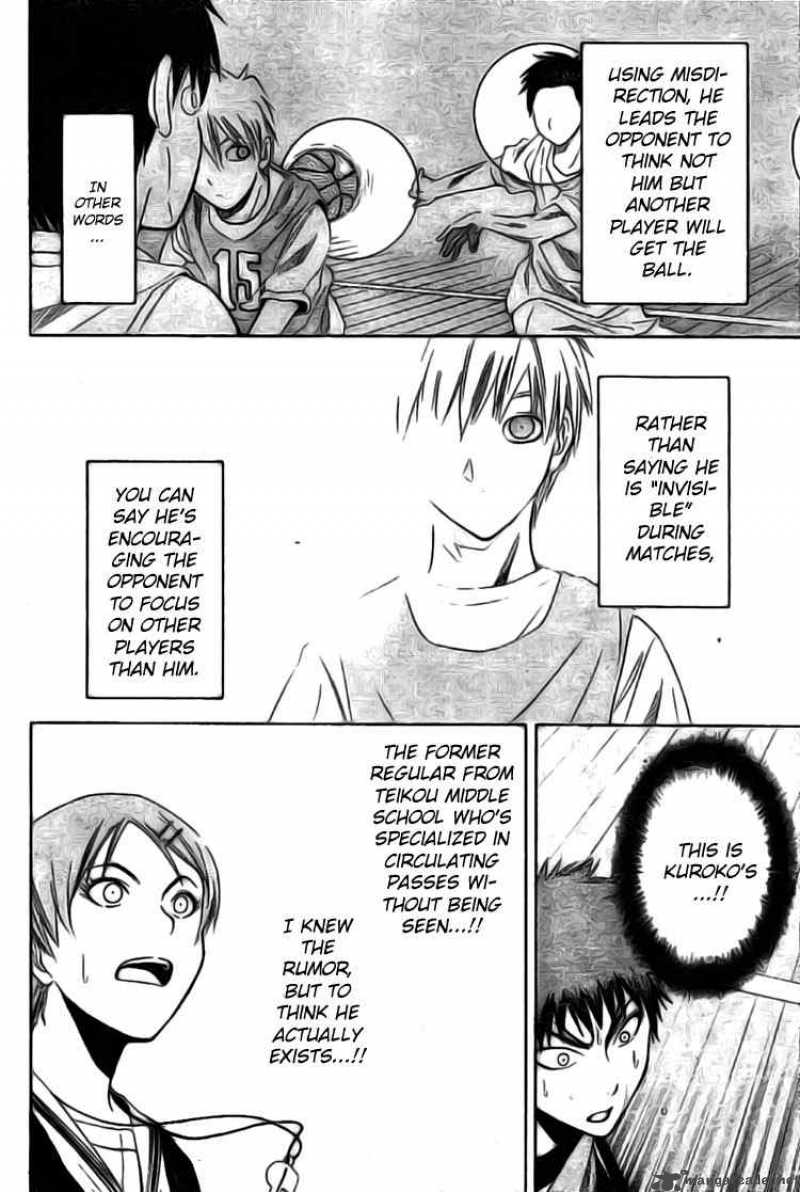 USING MISDI-
RECTION, HE
LEADS THE
OPPONENT TO
THINK NOT
HIM BUT
ANOTHER
PLAYER WILL
GET THE
BALL.
IN
OTHER
WORDS
...
15
RATHER
THAN
SAYING HE
IS "INVISI-
BLE"
DURING
MATCHES,
YOU CAN
SAY HE'S
ENCOURA-
GING THE
OPPONENT
TO FOCUS
ON OTHER
PLAYERS
THAN HIM.
THIS IS
KUROKO'S
...!!
THE FORMER
REGULAR FROM
TEIKOU MIDDLE
SCHOOL WHO'S
SPECIALIZED IN
CIRCULATING
PASSES WI-
THOUT BEING
SEEN...!!
I KNEW
THE
RUMOR,
BUT TO
THINK HE
ACTUALLY
EXISTS...!!
mangareader.net